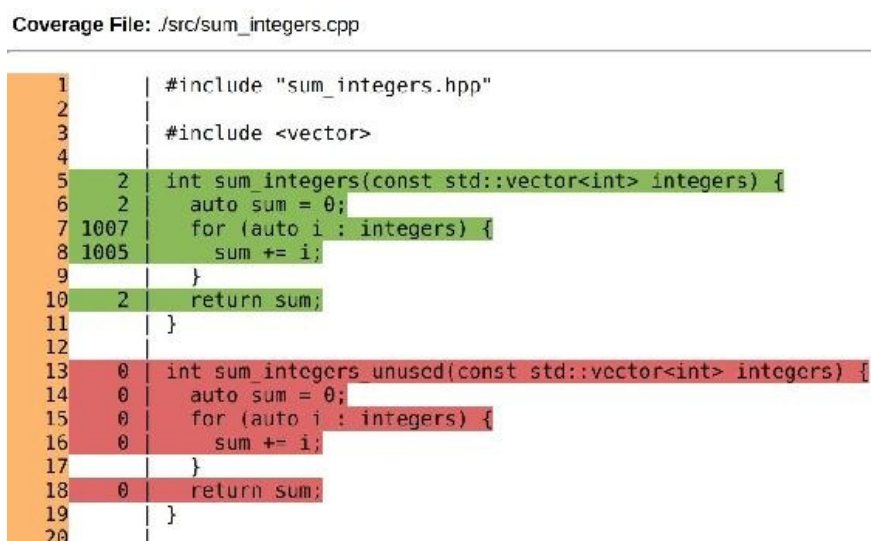 Coverage File: ./src/sum_integers.cpp
1 | #include "sum_integers.hpp"
2 |
3 | #include <vector>
4 |
5 2 | int sum_integers(const std::vector<int> integers) {
6 2 |   auto sum = 0;
7 1007 |   for (auto i : integers) {
8 1005 |     sum += i;
9 |   }
10 2 |   return sum;
11 | }
12 |
13 0 | int sum_integers_unused(const std::vector<int> integers) {
14 0 |   auto sum = 0;
15 0 |   for (auto i : integers) {
16 0 |     sum += i;
17 |   }
18 0 |   return sum;
19 | }
20 |